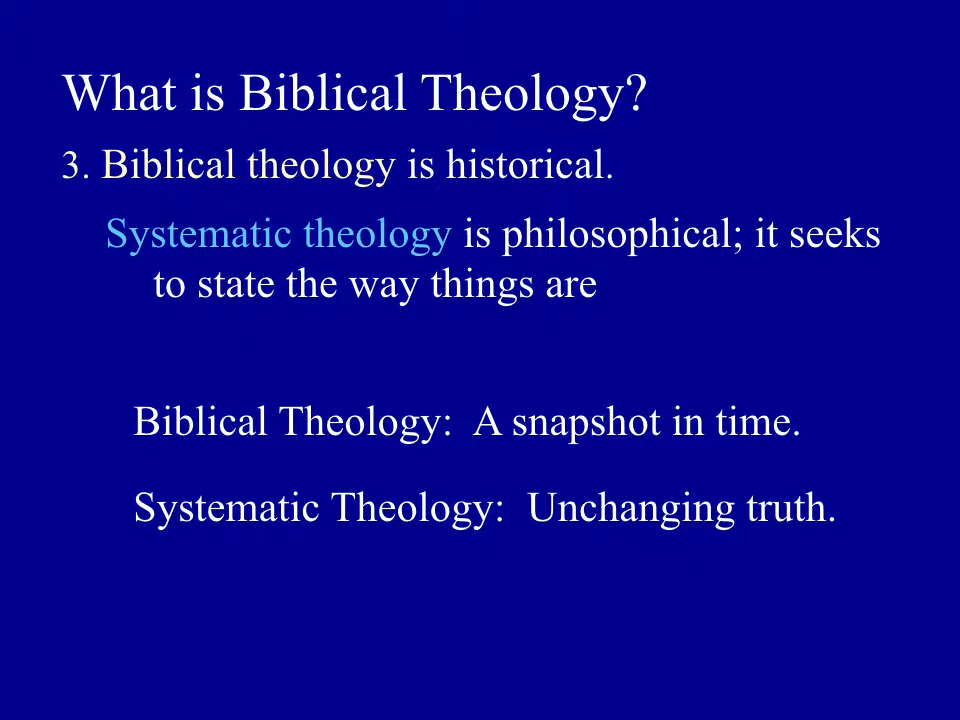 What is Biblical Theology?
3. Biblical theology is historical.
Systematic theology is philosophical; it seeks
to state the way things are
Biblical Theology:  A snapshot in time.
Systematic Theology:  Unchanging truth.